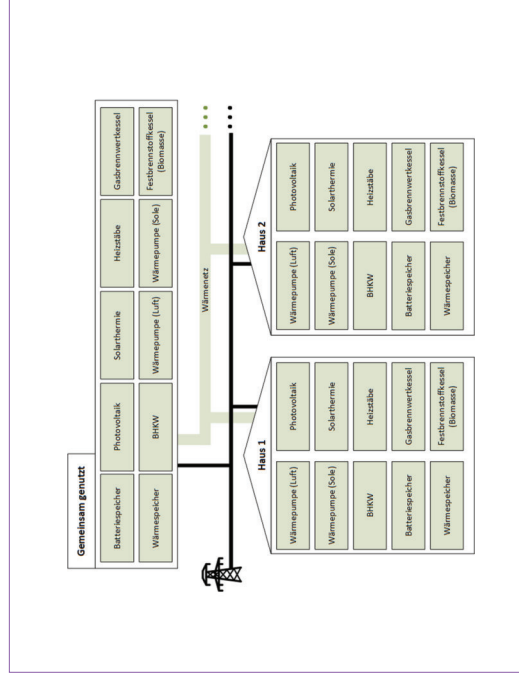 Gemeinsam genutzt
Batteriespeicher
Photovoltaik
Solarthermie
Heizstäbe
Gasbrennwertkessel
Wärmespeicher
BHKW
Wärmepumpe (Luft)
Wärmepumpe (Sole)
Festbrennstoffkessel
(Biomasse)
Wärmenetz
Haus 1
Wärmepumpe (Luft)
Photovoltaik
Wärmepumpe (Sole)
Solarthermie
BHKW
Heizstäbe
Batteriespeicher
Gasbrennwertkessel
Wärmespeicher
Festbrennstoffkessel
(Biomasse)
Haus 2
Wärmepumpe (Luft)
Photovoltaik
Wärmepumpe (Sole)
Solarthermie
BHKW
Heizstäbe
Batteriespeicher
Gasbrennwertkessel
Wärmespeicher
Festbrennstoffkessel
(Biomasse)